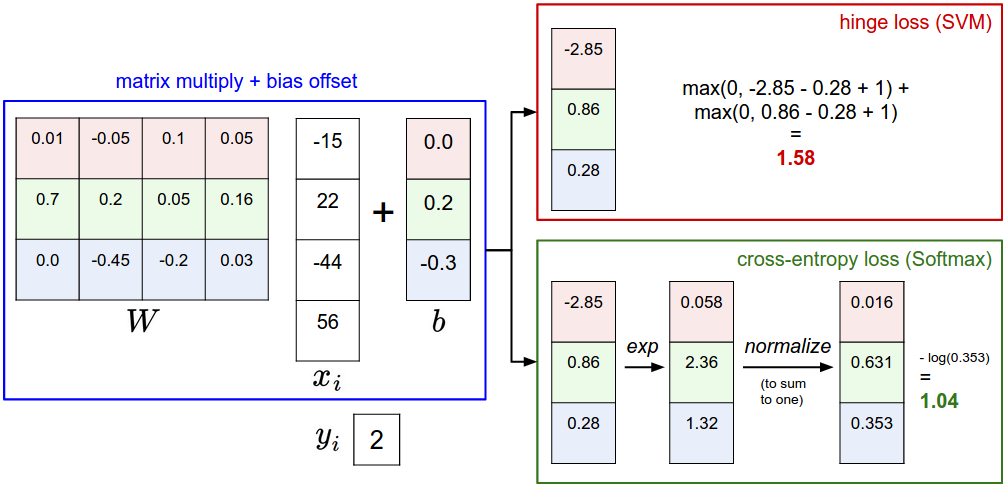 matrix multiply + bias offset
0.01 -0.05 0.1 0.05
0.7 0.2 0.05 0.16
0.0 -0.45 -0.2 0.03
W
-15
22
-44
56
x_i
+
0.0
0.2
-0.3
b
y_i 2
hinge loss (SVM)
-2.85
0.86
0.28
max(0, -2.85 - 0.28 + 1) +
max(0, 0.86 - 0.28 + 1)
=
1.58
cross-entropy loss (Softmax)
-2.85
0.86
0.28
exp
0.058
2.36
1.32
normalize
(to sum
to one)
0.016
0.631
0.353
- log(0.353)
=
1.04